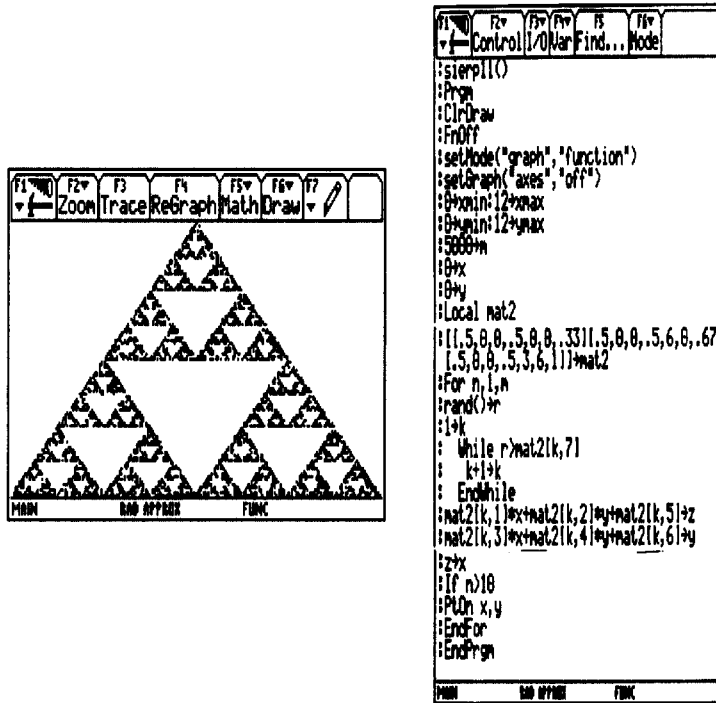 F1 F2 F3 F4 F5 F6 F7
Zoom Trace ReGraph Math Draw
MAIN RAD APPROX FUNC
F1 F2 F3 F4 F5 F6
Control I/O Var Find... Mode
:sierp11()
:Prgm
:ClrDraw
:FnOff
:setMode("graph","function")
:setGraph("axes","off")
:0→xmin:12→xmax
:0→ymin:12→ymax
:5000→m
:0→x
:0→y
:Local mat2
:[[.5,0,0,.5,0,0,.33][.5,0,0,.5,6,0,.67
[.5,0,0,.5,3,6,1]]→mat2
:For n,1,m
:rand()→r
:1→k
: While r>mat2[k,7]
: k+1→k
: EndWhile
:mat2[k,1]*x+mat2[k,2]*y+mat2[k,5]→z
:mat2[k,3]*x+mat2[k,4]*y+mat2[k,6]→y
:z→x
:If n>10
:PtOn x,y
:EndFor
:EndPrgm
MAIN RAD APPROX FUNC